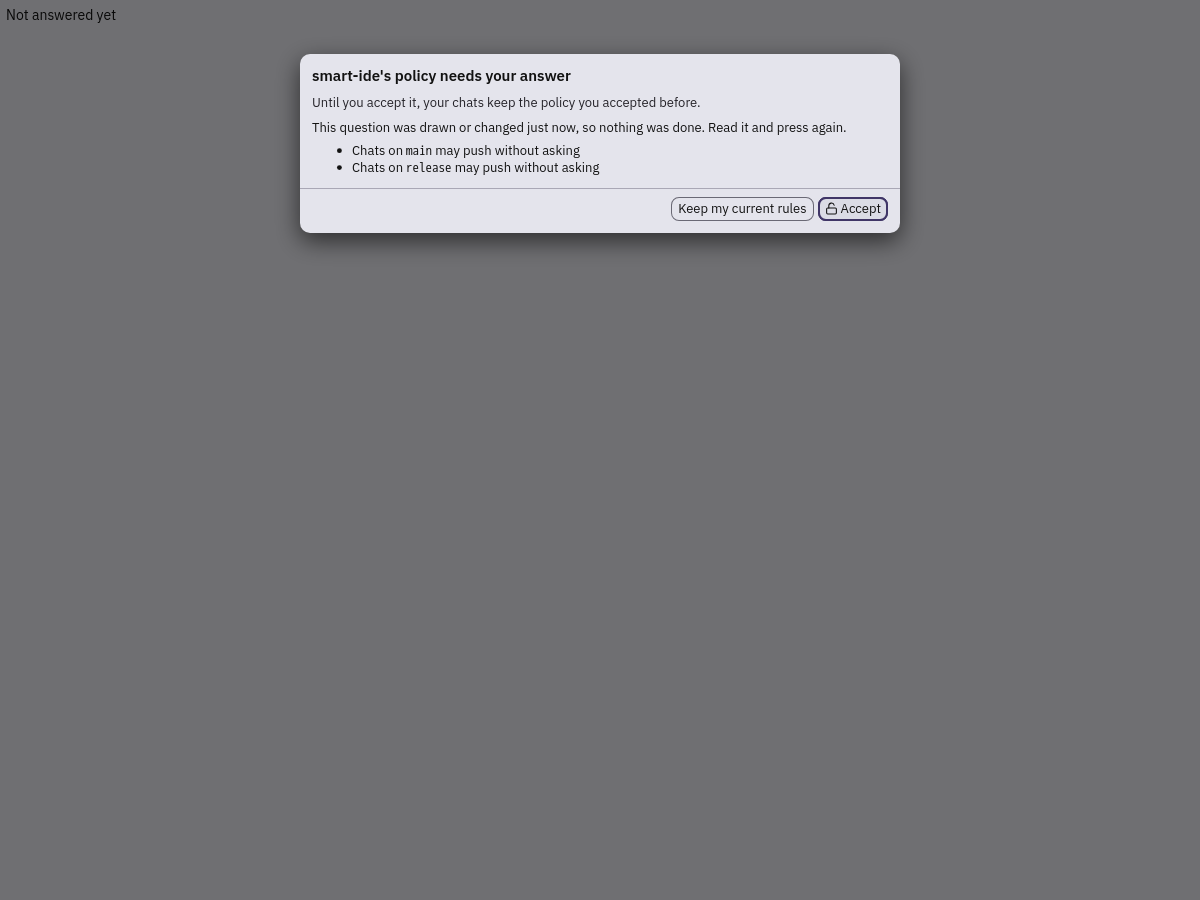 Not answered yet
smart-ide's policy needs your answer
Until you accept it, your chats keep the policy you accepted before.
This question was drawn or changed just now, so nothing was done. Read it and press again.
Chats on main may push without asking
Chats on release may push without asking
Keep my current rules
Accept